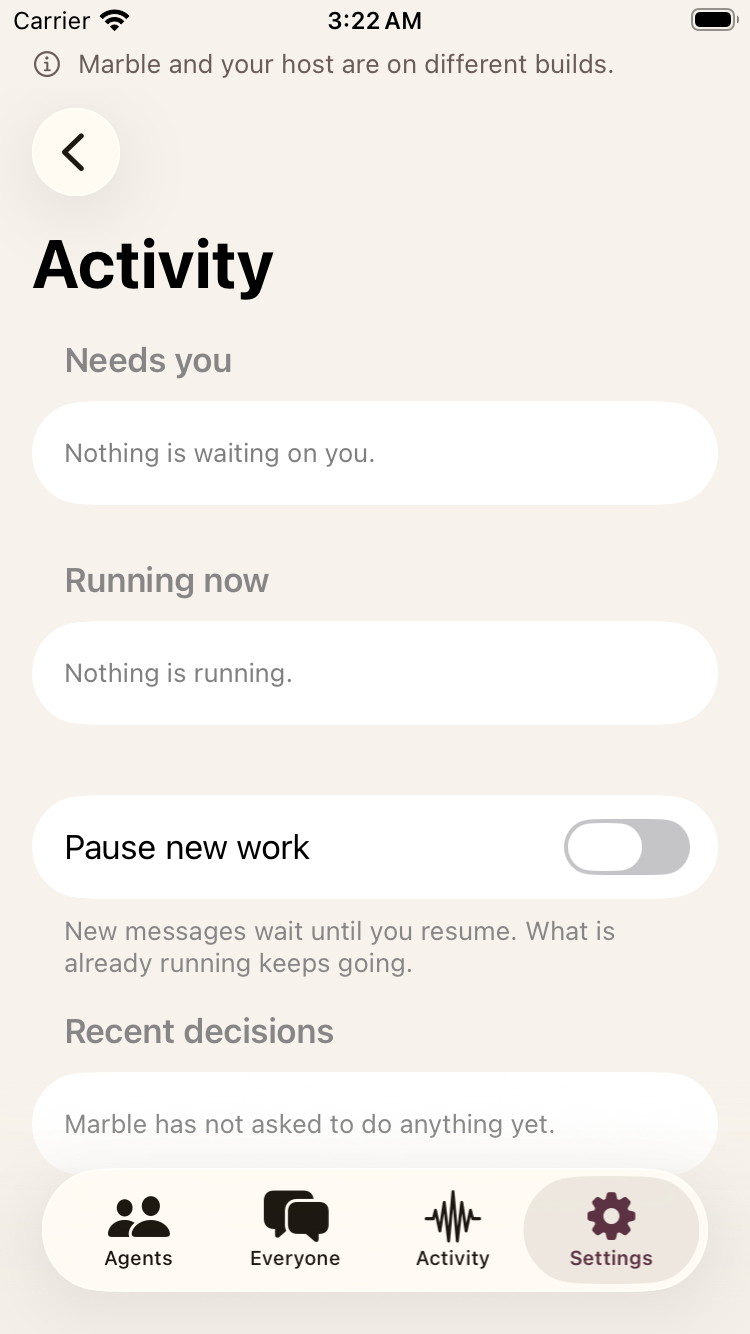 Carrier
3:22 AM
Marble and your host are on different builds.
Activity
Needs you
Nothing is waiting on you.
Running now
Nothing is running.
Pause new work
New messages wait until you resume. What is
already running keeps going.
Recent decisions
Marble has not asked to do anything yet.
Agents
Everyone
Activity
Settings